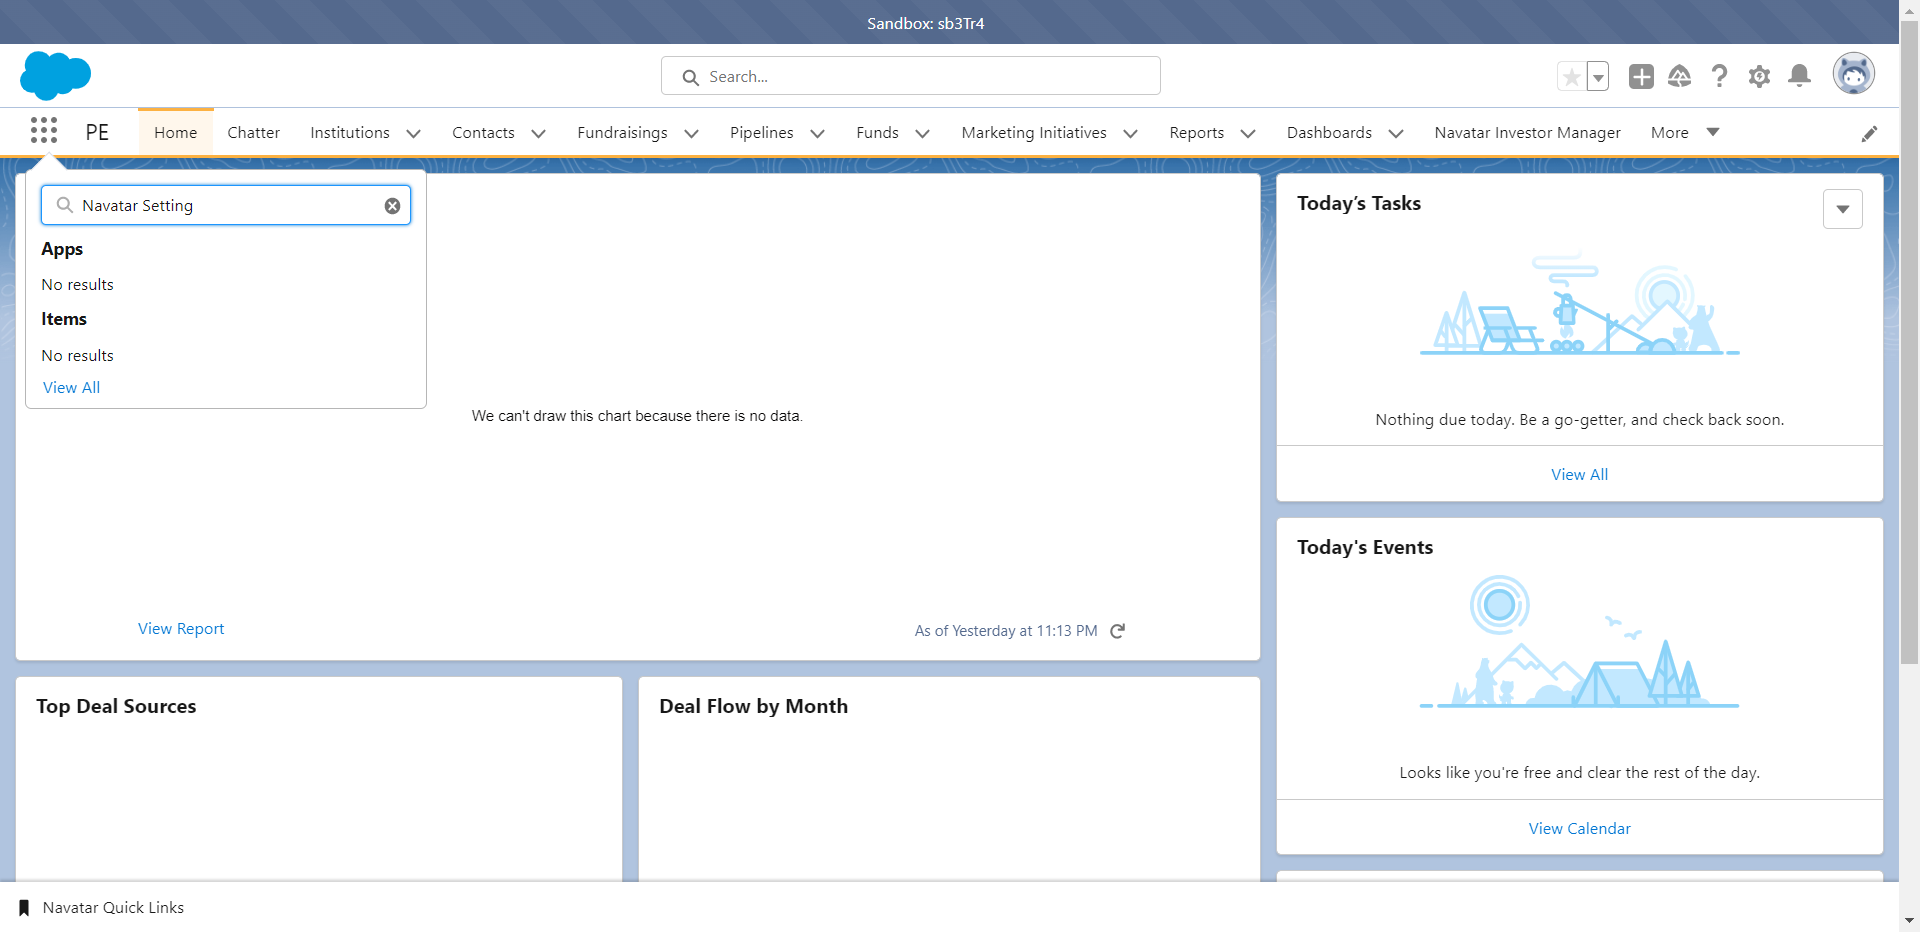 Sandbox: sb3Tr4
Search...
PE
Home
Chatter
Institutions
Contacts
Fundraisings
Pipelines
Funds
Marketing Initiatives
Reports
Dashboards
Navatar Investor Manager
More
Navatar Setting
Apps
No results
Items
No results
View All
We can't draw this chart because there is no data.
View Report
As of Yesterday at 11:13 PM
Today’s Tasks
Nothing due today. Be a go-getter, and check back soon.
View All
Today's Events
Looks like you're free and clear the rest of the day.
View Calendar
Top Deal Sources
Deal Flow by Month
Navatar Quick Links